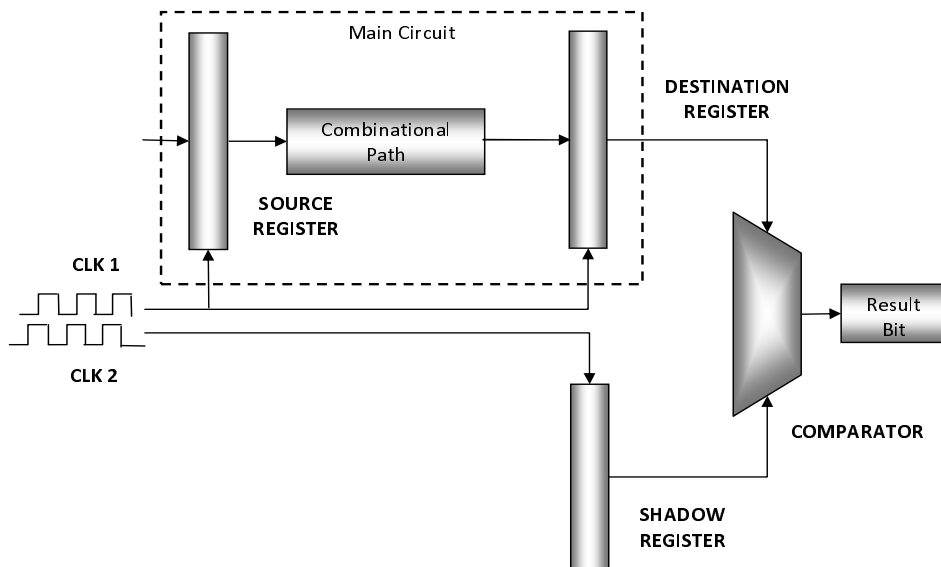 Main Circuit
DESTINATION
REGISTER
Combinational
Path
SOURCE
REGISTER
CLK 1
Result
Bit
CLK 2
COMPARATOR
SHADOW
REGISTER